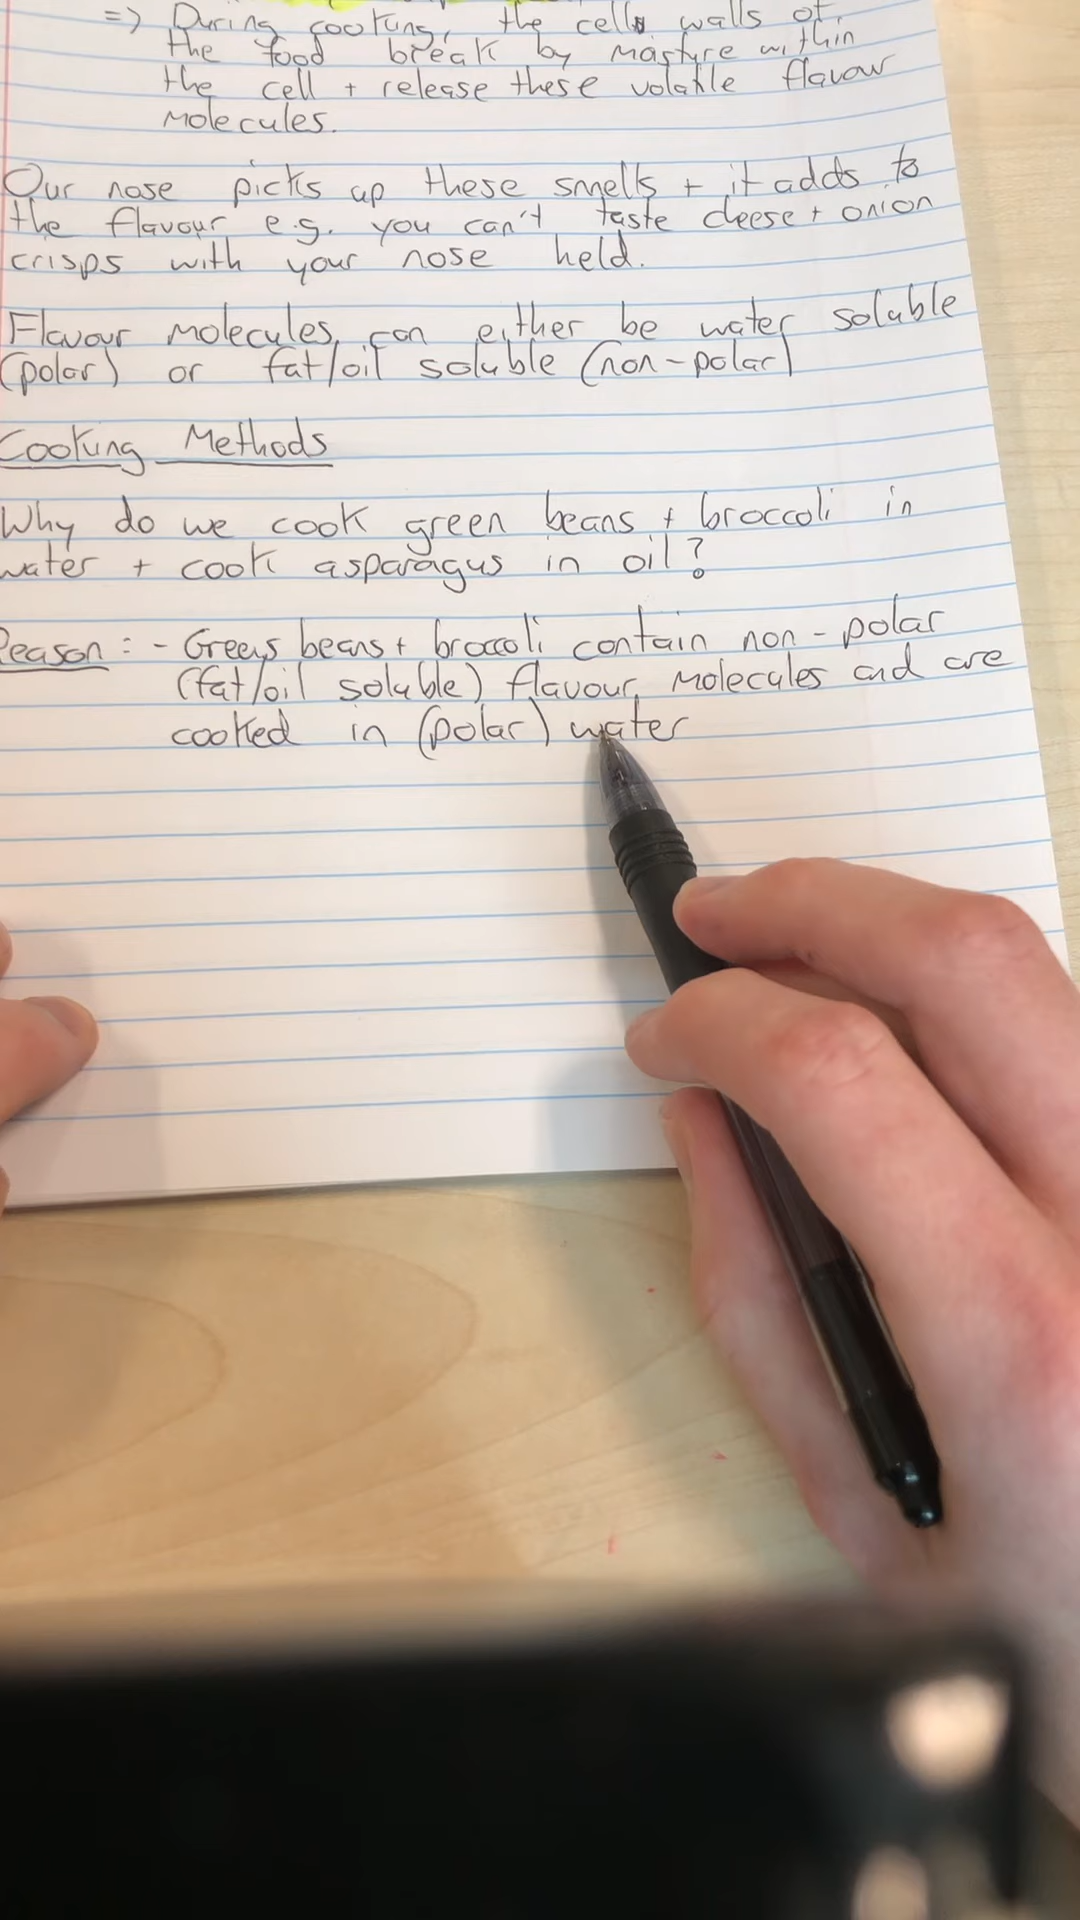 => During cooking, the cells walls of
the food break by moisture within
the cell + release these volatile flavour
molecules.
Our nose picks up these smells + it adds to
the flavour e.g. you can't taste cleese + onion
crisps with your nose held.
Flavour molecules can either be water soluble
(polar) or fat/oil soluble (non-polar)
Cooking Methods
Why do we cook green beans + broccoli in
water + cook asparagus in oil?
Reason : - Greens beans + broccoli contain non-polar
(fat/oil soluble) flavour molecules and are
cooked in (polar) water